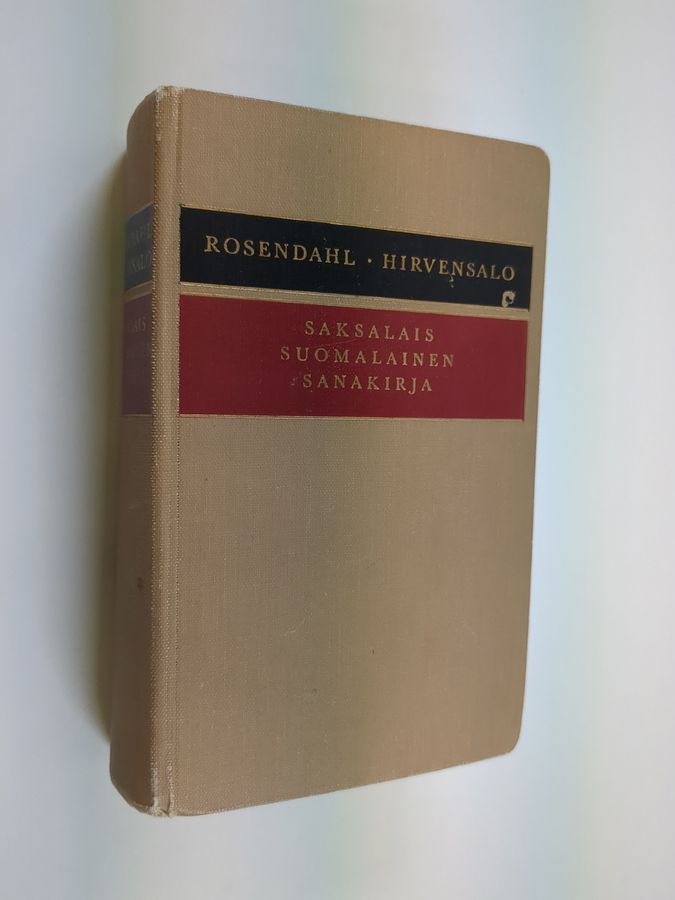 ROSENDAHL · HIRVENSALO
SAKSALAIS
SUOMALAINEN
SANAKIRJA